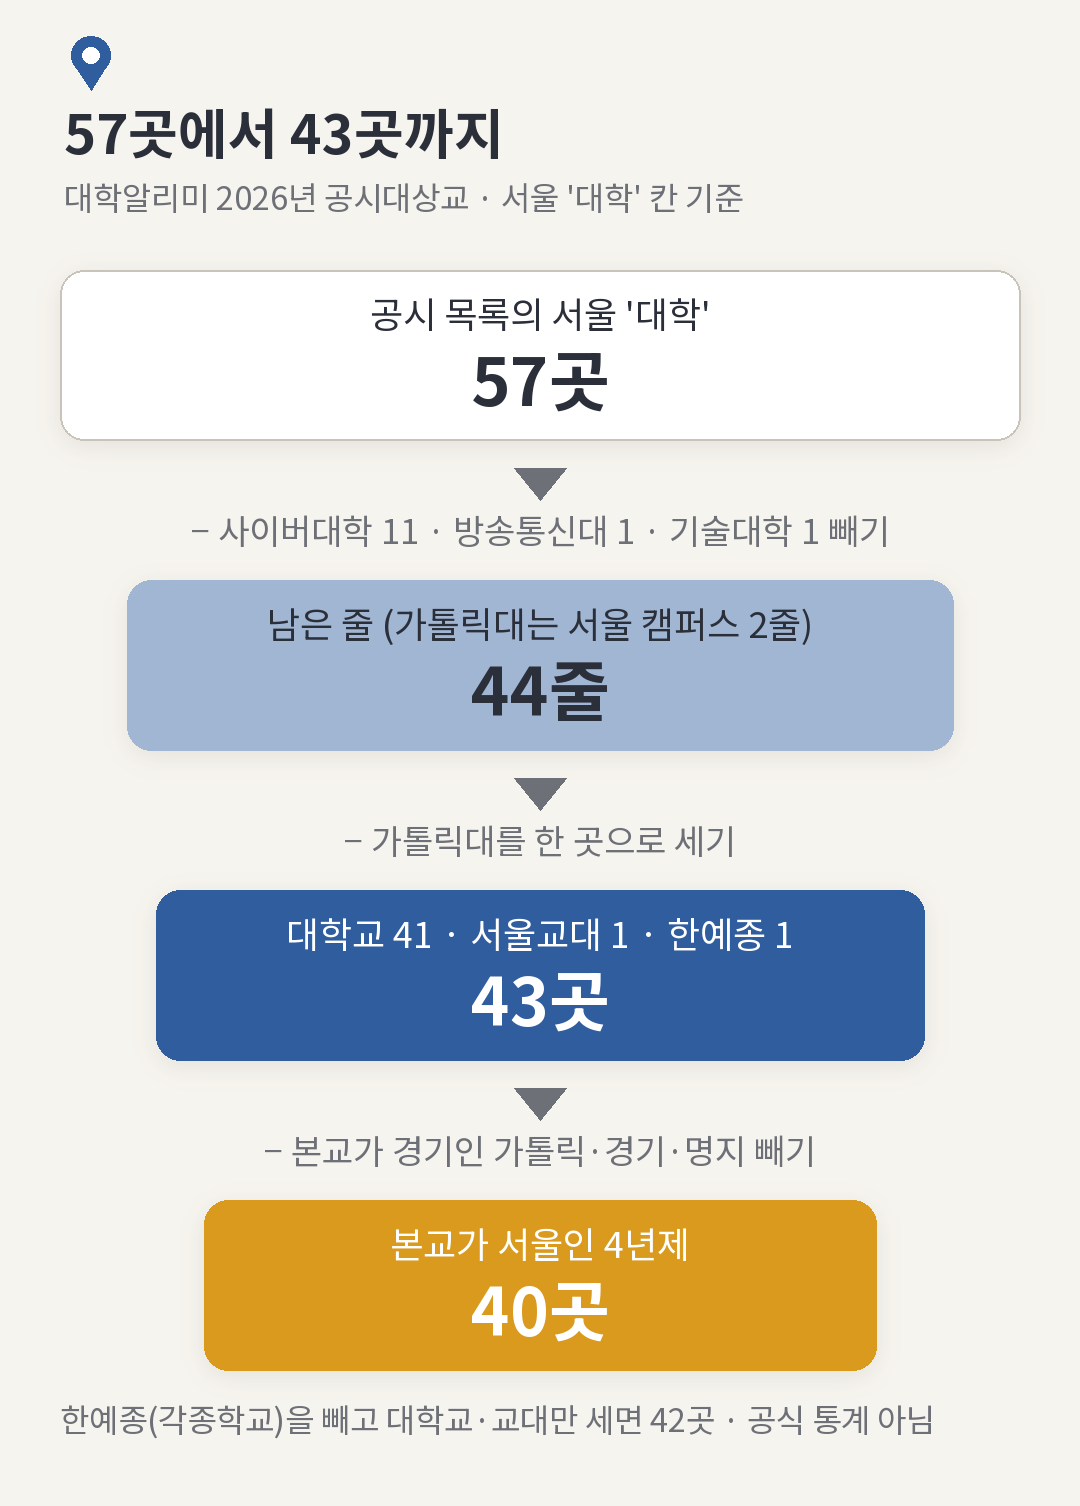 57곳에서 43곳까지
대학알리미 2026년 공시대상교 · 서울 '대학' 칸 기준
공시 목록의 서울 '대학'
57곳
− 사이버대학 11 · 방송통신대 1 · 기술대학 1 빼기
남은 줄 (가톨릭대는 서울 캠퍼스 2줄)
44줄
− 가톨릭대를 한 곳으로 세기
대학교 41 · 서울교대 1 · 한예종 1
43곳
− 본교가 경기인 가톨릭·경기·명지 빼기
본교가 서울인 4년제
40곳
한예종(각종학교)을 빼고 대학교·교대만 세면 42곳 · 공식 통계 아님